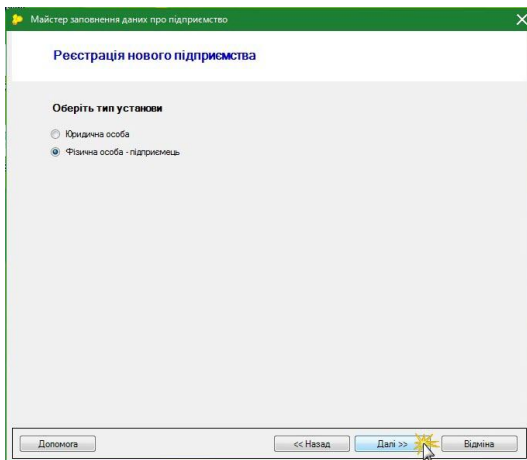 Майстер заповнення даних про підприємство
Реєстрація нового підприємства
Оберіть тип установи
Юридична особа
Фізична особа - підприємець
Допомога
<< Назад
Далі >>
Відміна